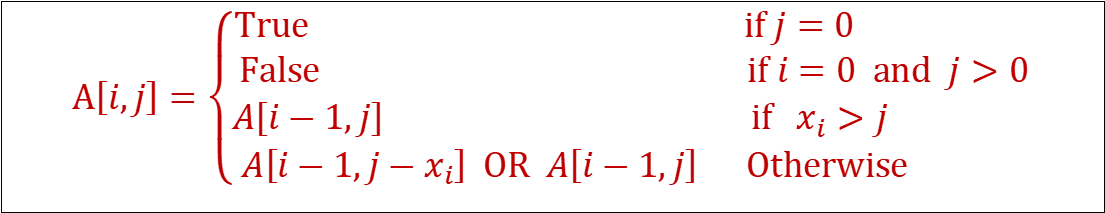 True if j = 0
False if i = 0 and j > 0
A[i, j] =
A[i − 1, j] if x_i > j
A[i − 1, j − x_i] OR A[i − 1, j] Otherwise